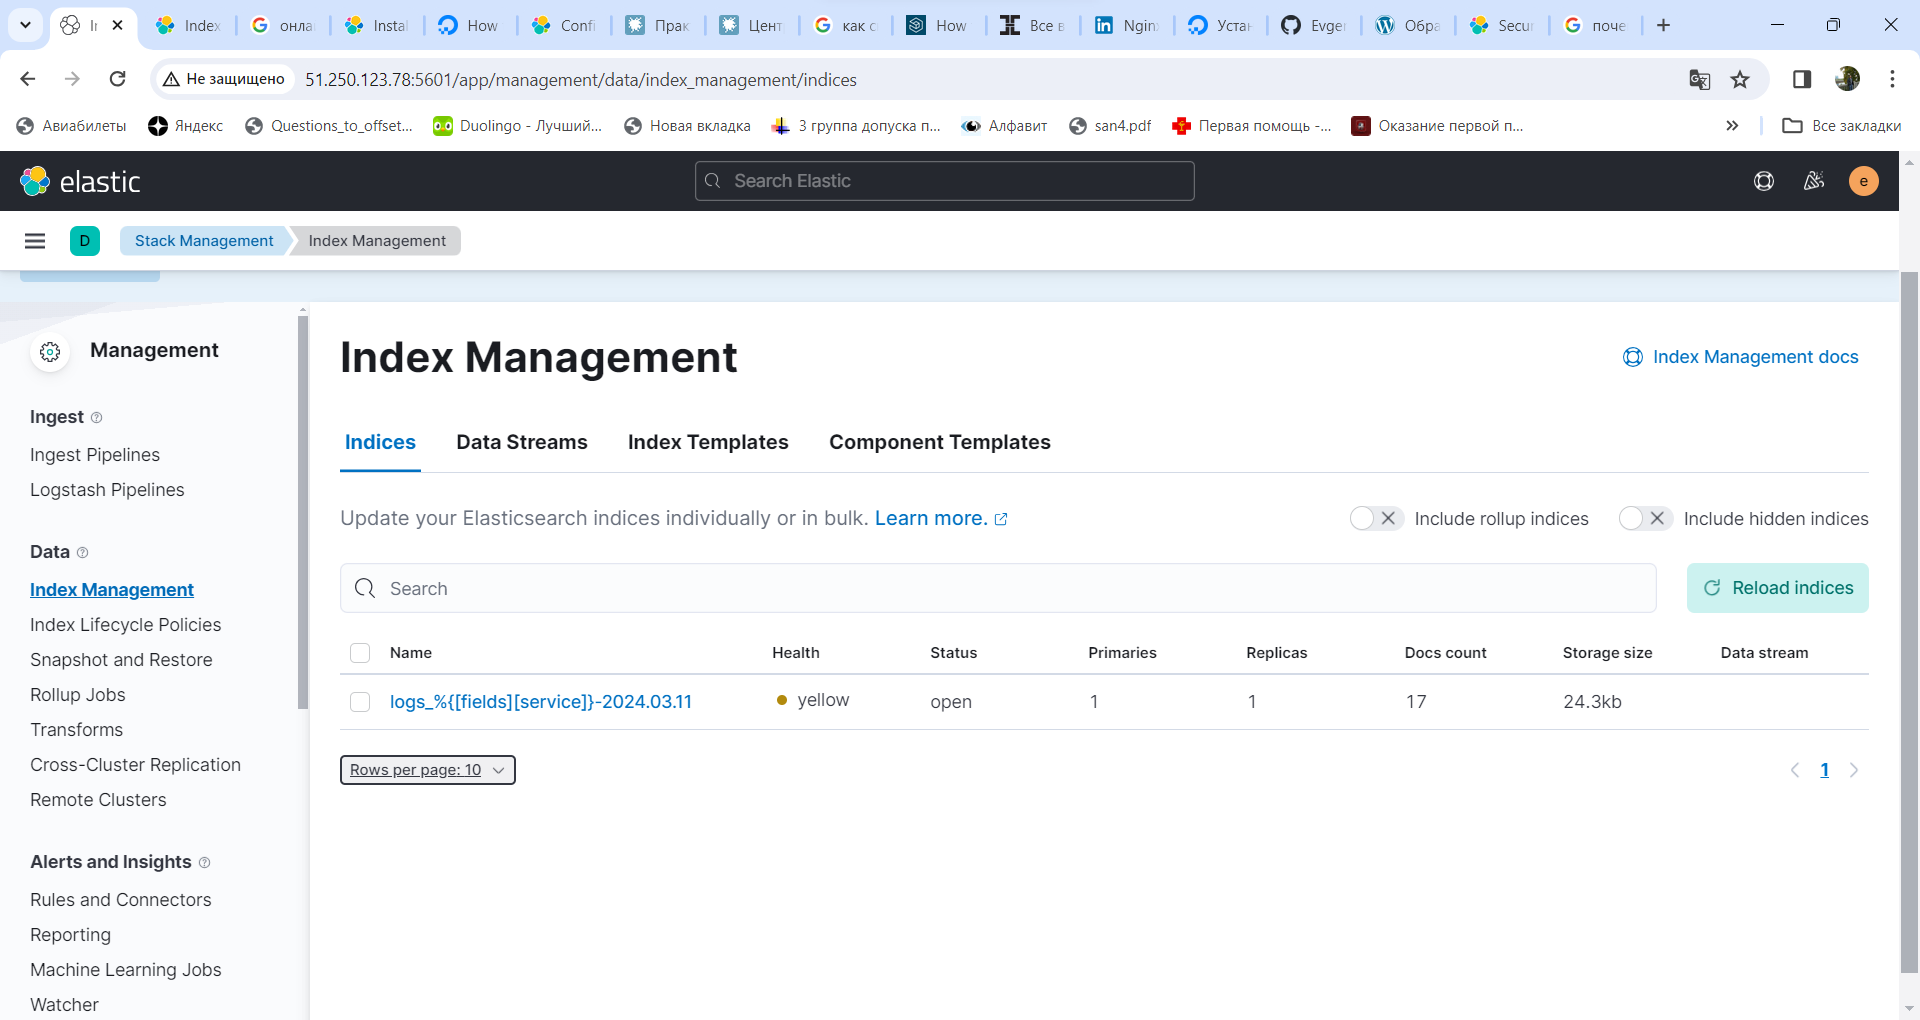 Ir
Index
онла
Instal
How
Confi
Прак
Цент
как с
How
Все в
Ngin
Устан
Evger
Обра
Secur
поче
Не защищено
51.250.123.78:5601/app/management/data/index_management/indices
Авиабилеты
Яндекс
Questions_to_offset...
Duolingo - Лучший...
Новая вкладка
3 группа допуска п...
Алфавит
san4.pdf
Первая помощь -...
Оказание первой п...
Все закладки
elastic
Search Elastic
e
D
Stack Management
Index Management
Management
Ingest
Ingest Pipelines
Logstash Pipelines
Data
Index Management
Index Lifecycle Policies
Snapshot and Restore
Rollup Jobs
Transforms
Cross-Cluster Replication
Remote Clusters
Alerts and Insights
Rules and Connectors
Reporting
Machine Learning Jobs
Watcher
Index Management
Index Management docs
Indices
Data Streams
Index Templates
Component Templates
Update your Elasticsearch indices individually or in bulk. Learn more.
Include rollup indices
Include hidden indices
Search
Reload indices
Name Health Status Primaries Replicas Docs count Storage size Data stream
logs_%{[fields][service]}-2024.03.11 yellow open 1 1 17 24.3kb
Rows per page: 10
1